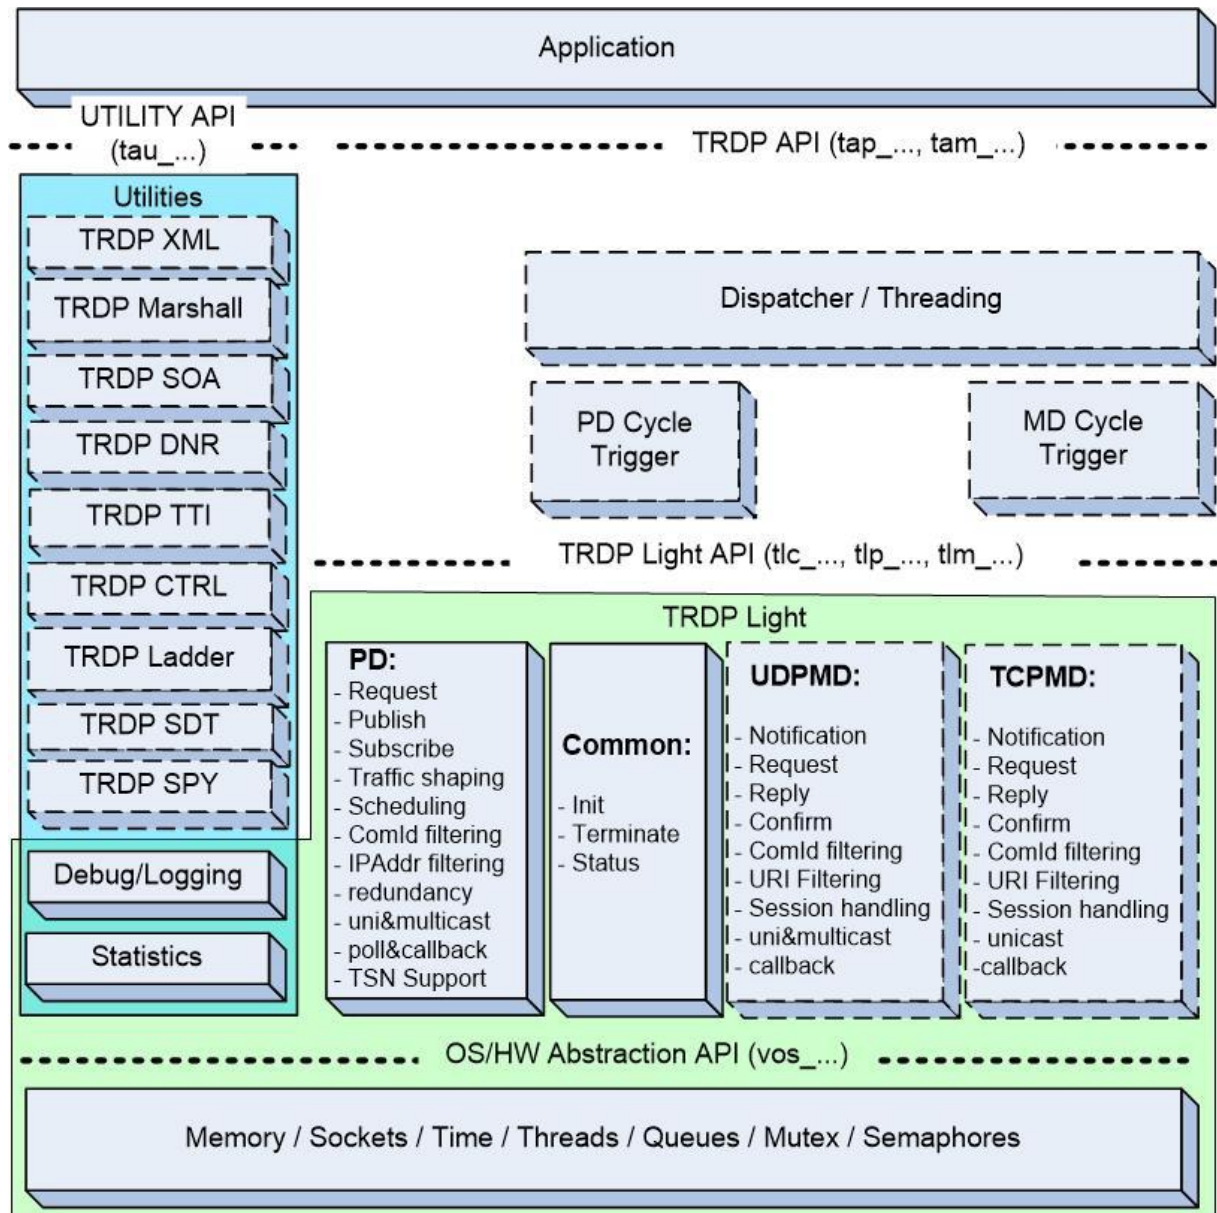 Application
UTILITY API
(tau_...)
TRDP API (tap_..., tam_...)
Utilities
TRDP XML
TRDP Marshall
TRDP SOA
TRDP DNR
TRDP TTI
TRDP CTRL
TRDP Ladder
TRDP SDT
TRDP SPY
Debug/Logging
Statistics
Dispatcher / Threading
PD Cycle
Trigger
MD Cycle
Trigger
TRDP Light API (tlc_..., tlp_..., tlm_...)
TRDP Light
PD:
- Request
- Publish
- Subscribe
- Traffic shaping
- Scheduling
- ComId filtering
- IPAddr filtering
- redundancy
- uni&multicast
- poll&callback
- TSN Support
Common:
- Init
- Terminate
- Status
UDPMD:
- Notification
- Request
- Reply
- Confirm
- ComId filtering
- URI Filtering
- Session handling
- uni&multicast
- callback
TCPMD:
- Notification
- Request
- Reply
- Confirm
- ComId filtering
- URI Filtering
- Session handling
- unicast
-callback
OS/HW Abstraction API (vos_...)
Memory / Sockets / Time / Threads / Queues / Mutex / Semaphores